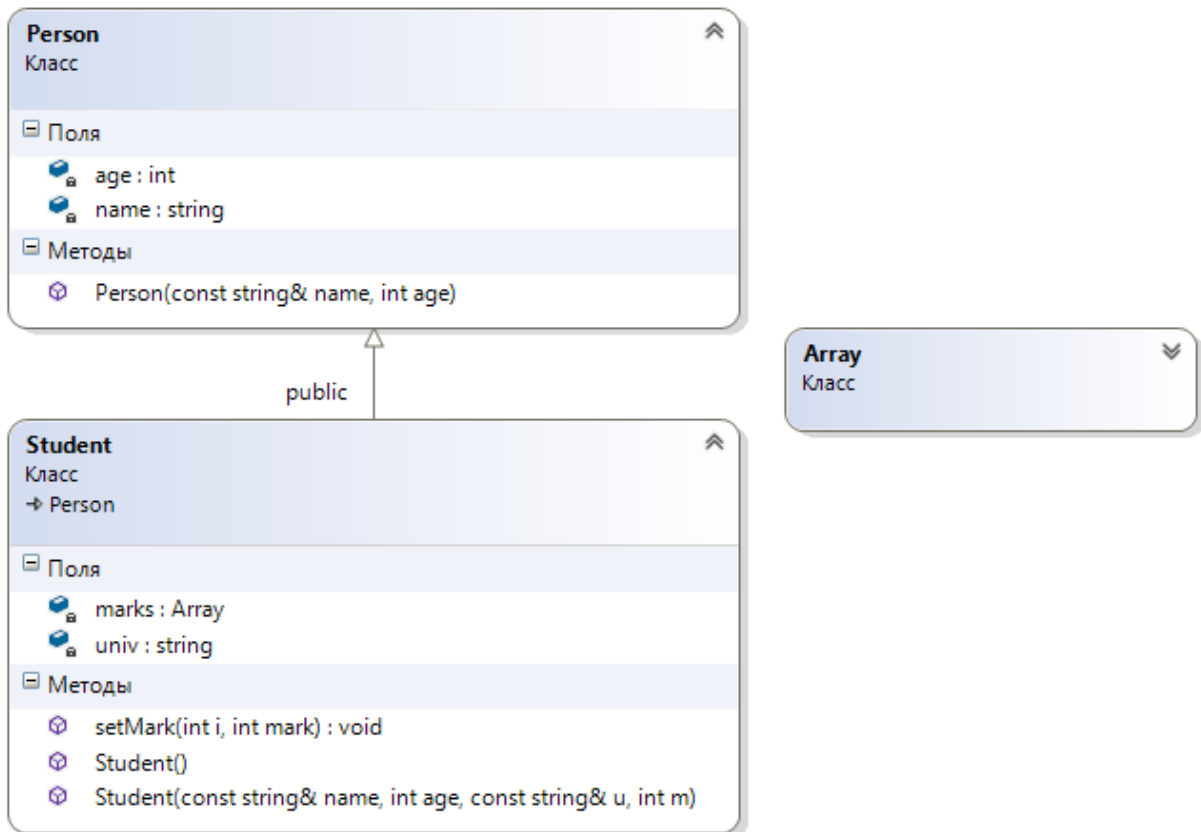 Person
Класс
Поля
age : int
name : string
Методы
Person(const string& name, int age)
public
Array
Класс
Student
Класс
Person
Поля
marks : Array
univ : string
Методы
setMark(int i, int mark) : void
Student()
Student(const string& name, int age, const string& u, int m)